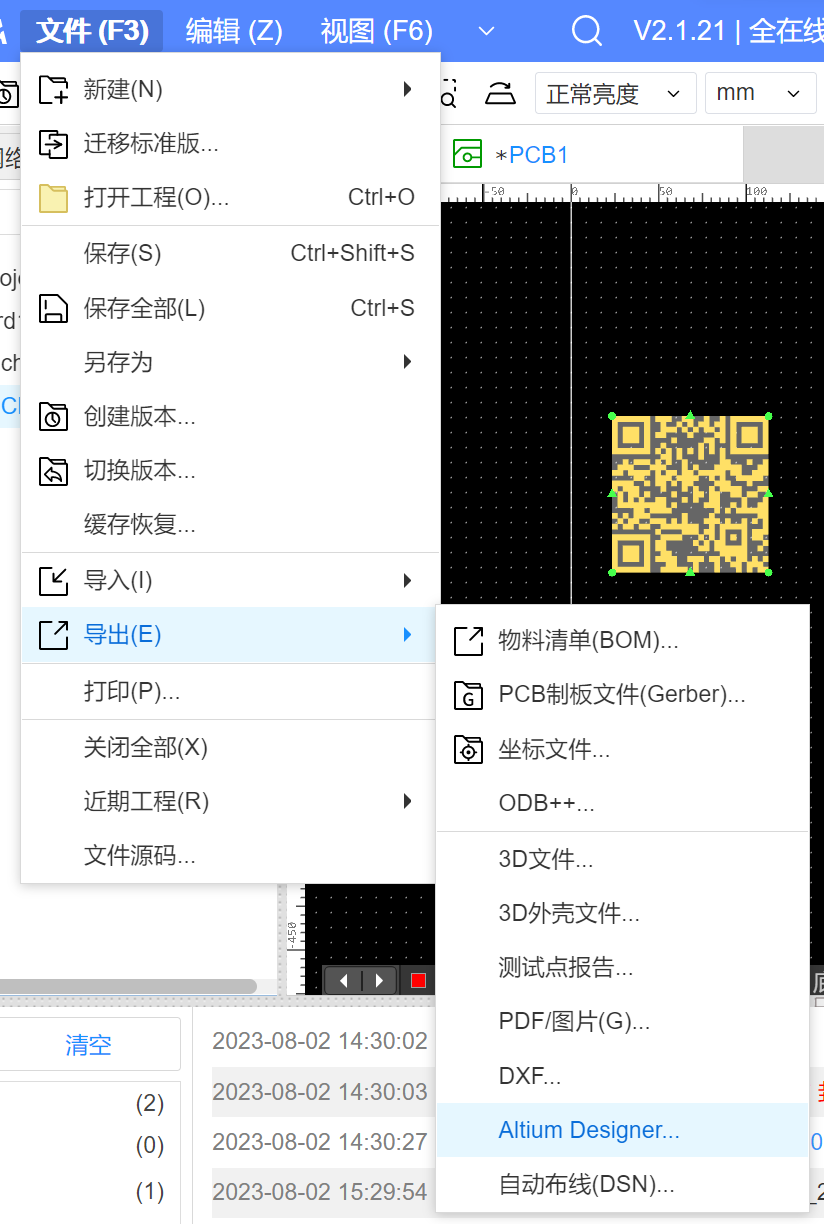 文件 (F3) 编辑 (Z) 视图 (F6) V2.1.21 | 全在线
正常亮度 mm
*PCB1
-50 0 50 100
新建(N)
迁移标准版...
打开工程(O)... Ctrl+O
保存(S) Ctrl+Shift+S
保存全部(L) Ctrl+S
另存为
创建版本...
切换版本...
缓存恢复...
导入(I)
导出(E)
打印(P)...
关闭全部(X)
近期工程(R)
文件源码...
物料清单(BOM)...
PCB制板文件(Gerber)...
坐标文件...
ODB++...
3D文件...
3D外壳文件...
测试点报告...
PDF/图片(G)...
DXF...
Altium Designer...
自动布线(DSN)...
-450
清空
(2)
(0)
(1)
2023-08-02 14:30:02
2023-08-02 14:30:03
2023-08-02 14:30:27
2023-08-02 15:29:54